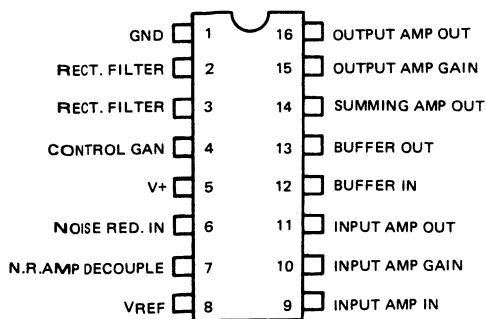 GND 1 16 OUTPUT AMP OUT
RECT. FILTER 2 15 OUTPUT AMP GAIN
RECT. FILTER 3 14 SUMMING AMP OUT
CONTROL GAN 4 13 BUFFER OUT
V+ 5 12 BUFFER IN
NOISE RED. IN 6 11 INPUT AMP OUT
N.R.AMP DECOUPLE 7 10 INPUT AMP GAIN
VREF 8 9 INPUT AMP IN